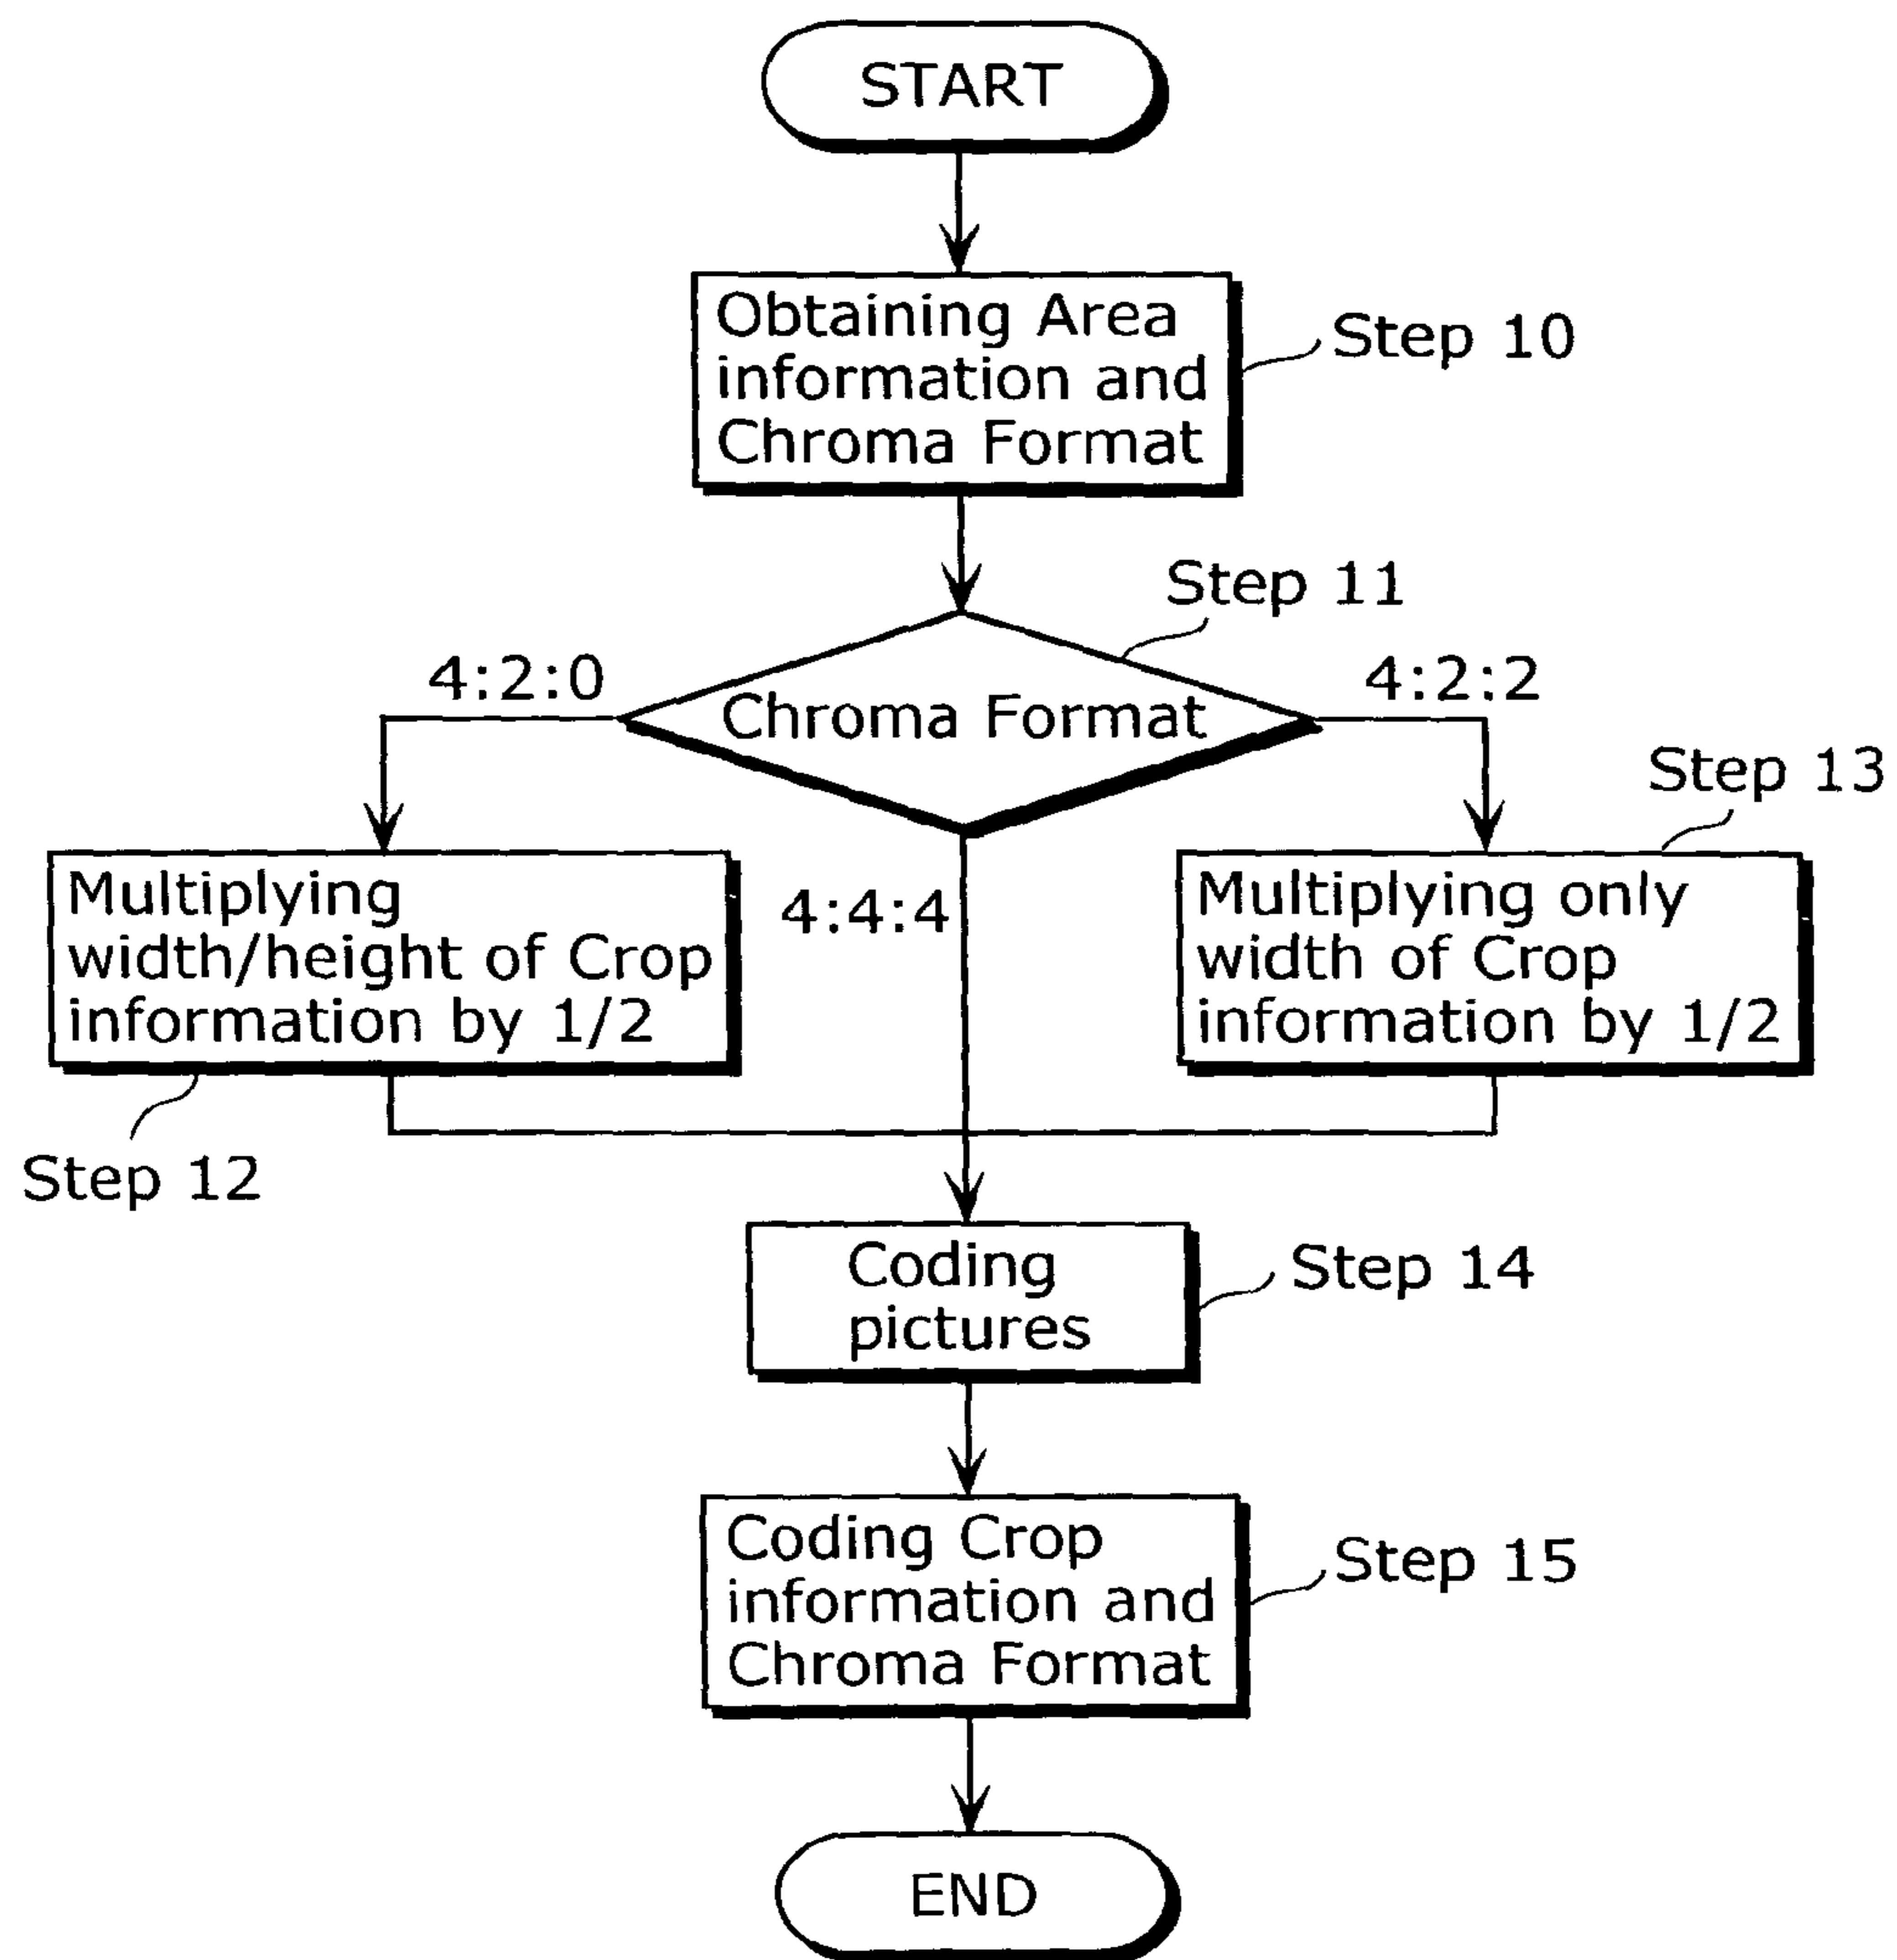 START
Obtaining Area
information and
Chroma Format
Step 10
Step 11
4:2:0
Chroma Format
4:2:2
Step 13
Multiplying
width/height of Crop
information by 1/2
4:4:4
Multiplying only
width of Crop
information by 1/2
Step 12
Coding
pictures
Step 14
Coding Crop
information and
Chroma Format
Step 15
END